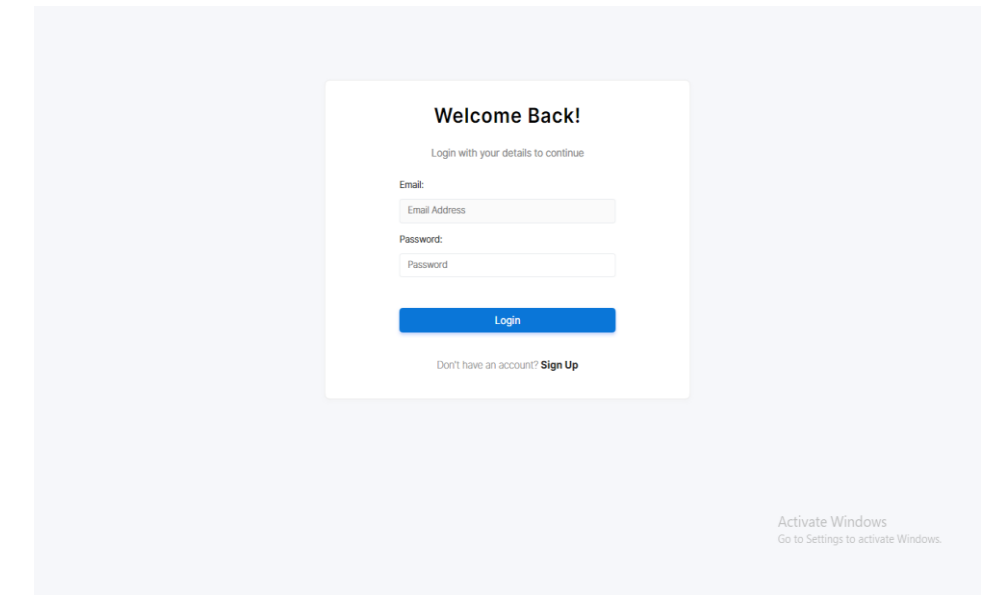 Welcome Back!
Login with your details to continue
Email:
Email Address
Password:
Password
Login
Don't have an account? Sign Up
Activate Windows
Go to Settings to activate Windows.